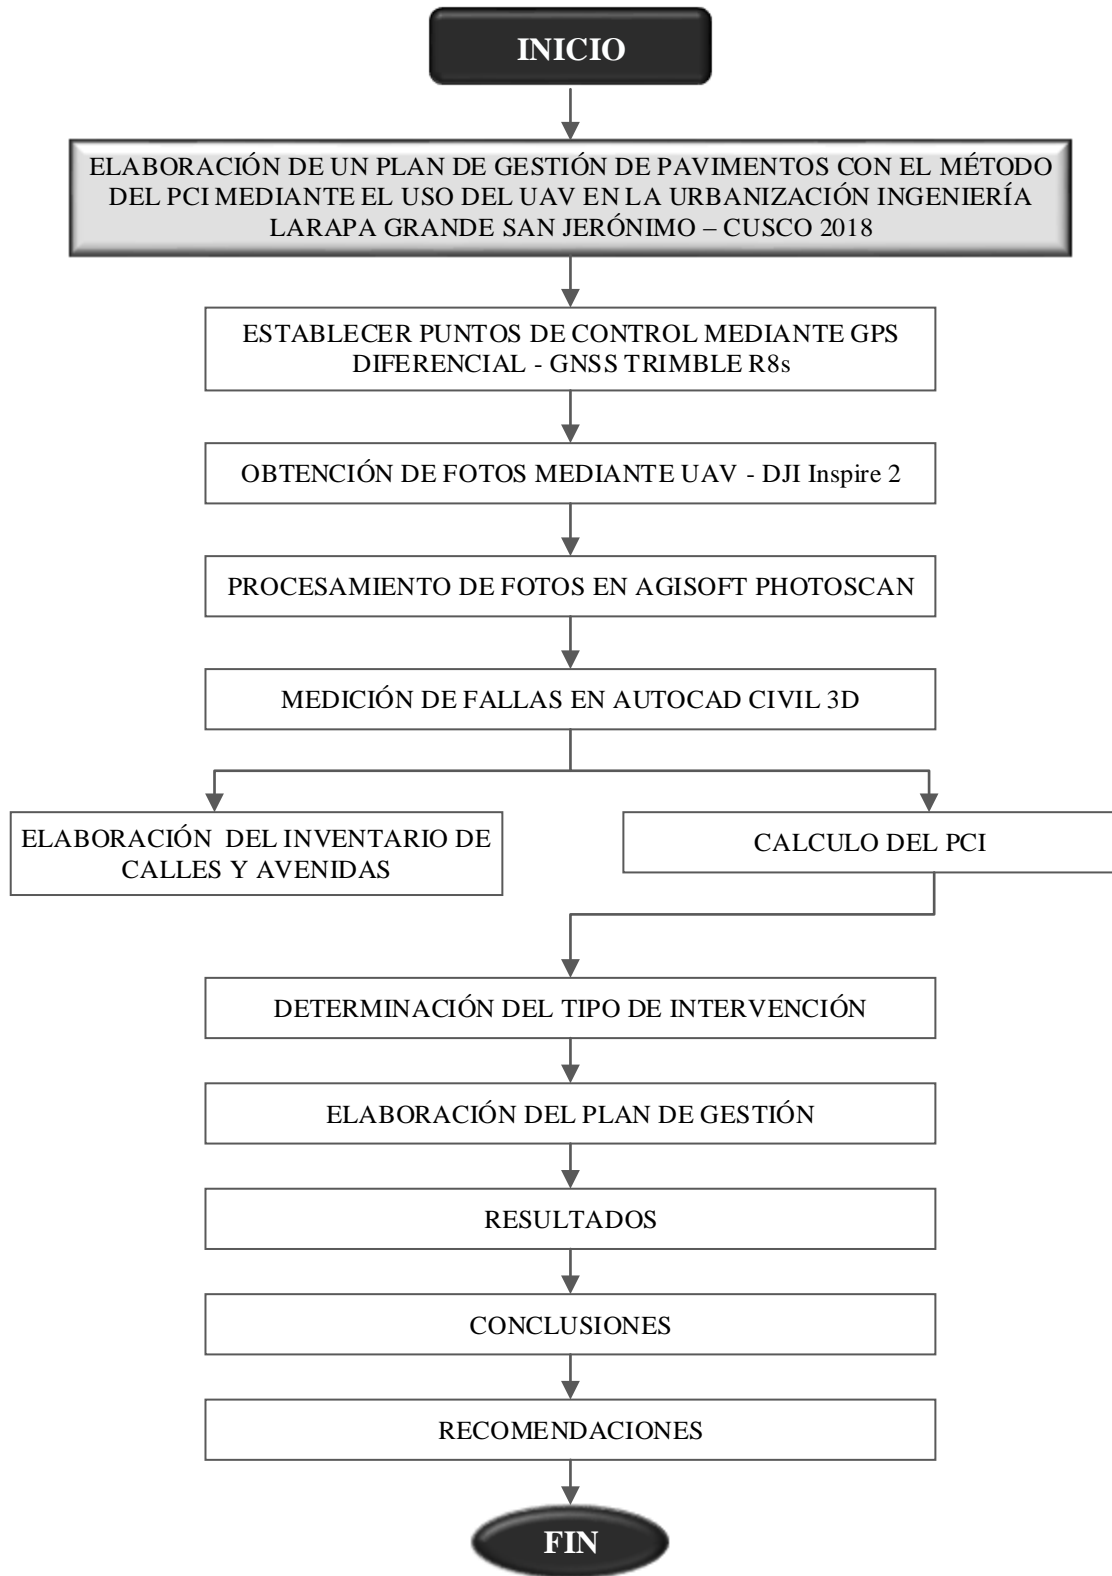 INICIO
ELABORACIÓN DE UN PLAN DE GESTIÓN DE PAVIMENTOS CON EL MÉTODO
DEL PCI MEDIANTE EL USO DEL UAV EN LA URBANIZACIÓN INGENIERÍA
LARAPA GRANDE SAN JERÓNIMO – CUSCO 2018
ESTABLECER PUNTOS DE CONTROL MEDIANTE GPS
DIFERENCIAL - GNSS TRIMBLE R8s
OBTENCIÓN DE FOTOS MEDIANTE UAV - DJI Inspire 2
PROCESAMIENTO DE FOTOS EN AGISOFT PHOTOSCAN
MEDICIÓN DE FALLAS EN AUTOCAD CIVIL 3D
ELABORACIÓN DEL INVENTARIO DE
CALLES Y AVENIDAS
CALCULO DEL PCI
DETERMINACIÓN DEL TIPO DE INTERVENCIÓN
ELABORACIÓN DEL PLAN DE GESTIÓN
RESULTADOS
CONCLUSIONES
RECOMENDACIONES
FIN